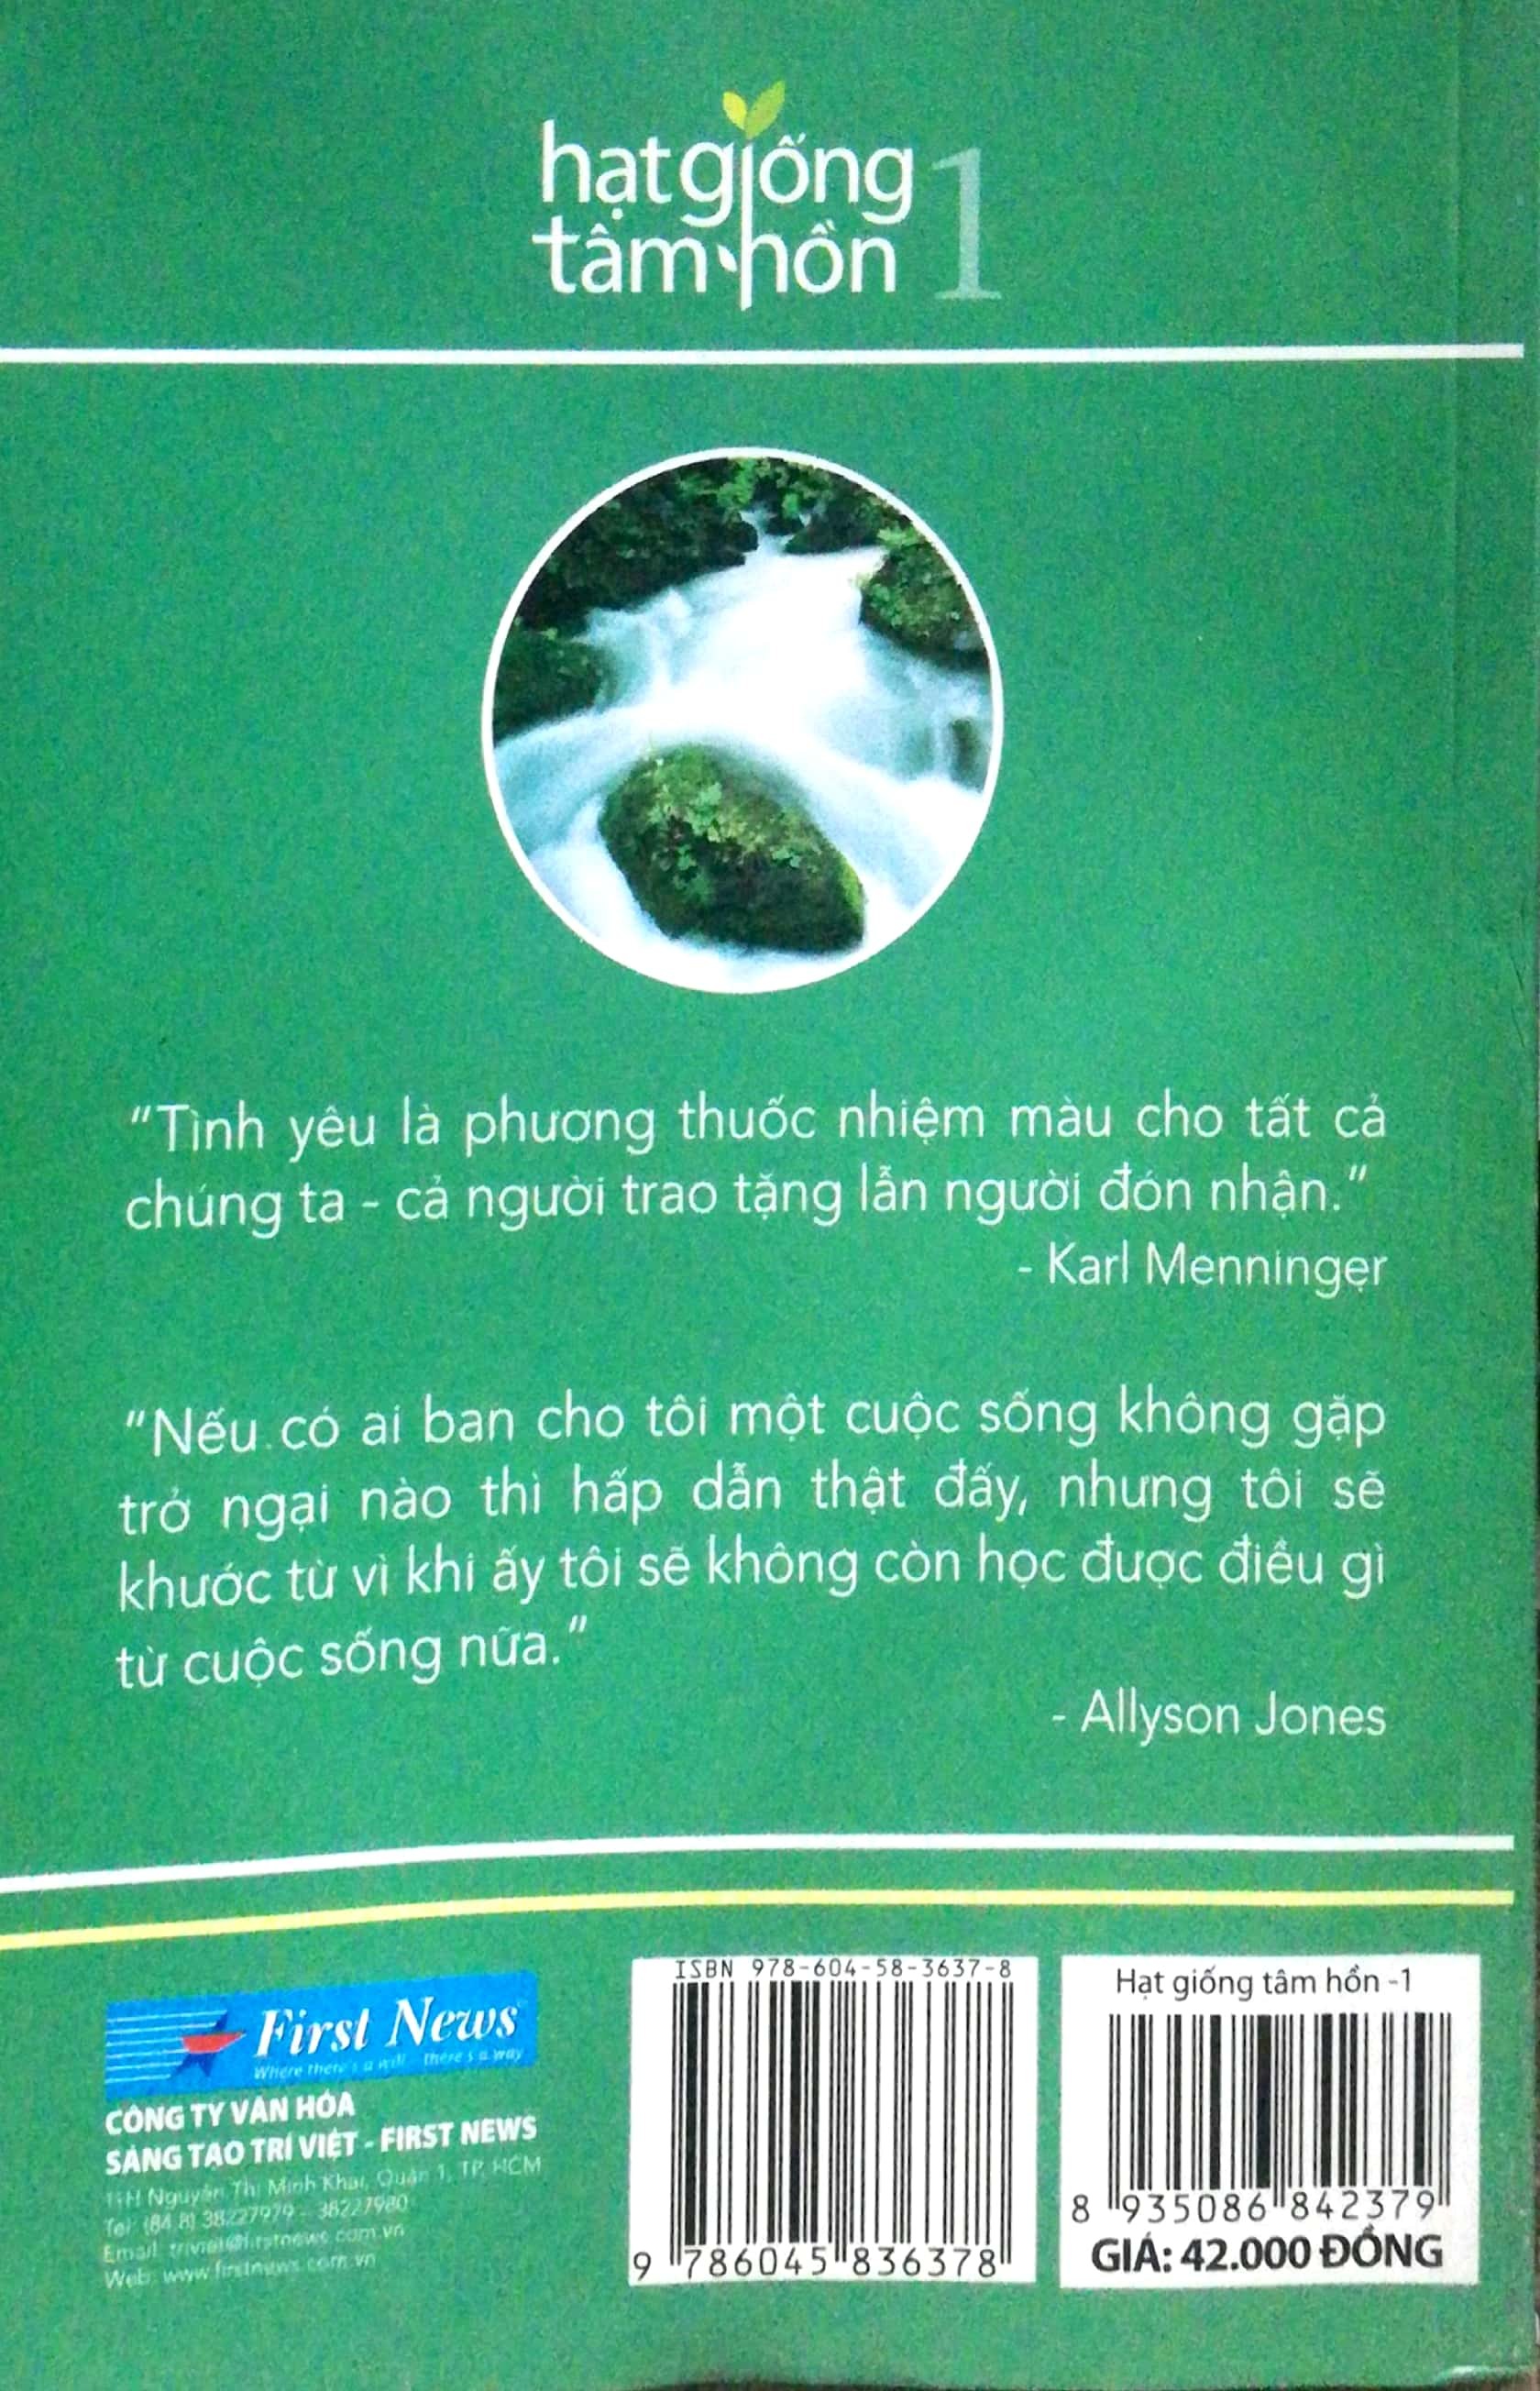 hạt giống
tâm hồn 1
“Tình yêu là phương thuốc nhiệm màu cho tất cả
chúng ta - cả người trao tặng lẫn người đón nhận.”
- Karl Menninger
“Nếu có ai ban cho tôi một cuộc sống không gặp
trở ngại nào thì hấp dẫn thật đấy, nhưng tôi sẽ
khước từ vì khi ấy tôi sẽ không còn học được điều gì
từ cuộc sống nữa.”
- Allyson Jones
First News
Where there's a will - there's a way
CÔNG TY VĂN HÓA
SÁNG TẠO TRÍ VIỆT - FIRST NEWS
11H Nguyễn Thị Minh Khai, Quận 1, TP. HCM
Tel: (84.8) 38227979 - 38227980
Email: triviet@firstnews.com.vn
Web: www.firstnews.com.vn
ISBN 978-604-58-3637-8
9 786045 836378
Hạt giống tâm hồn -1
8 935086 842379
GIÁ: 42.000 ĐỒNG